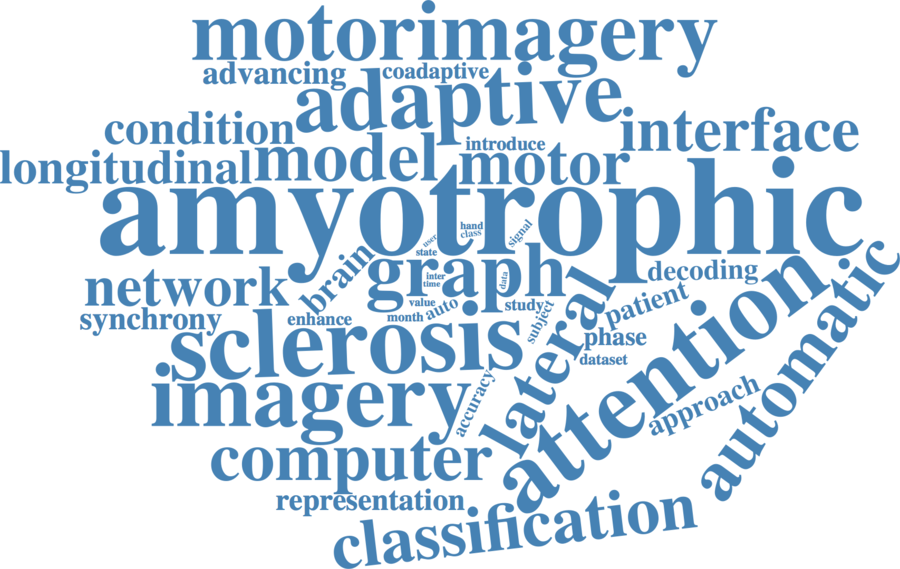 motorimagery
advancing
coadaptive
adaptive
condition
interface
introduce
longitudinal
model
motor
amyotrophic
hand
class
user
state
signal
brain
graph
decoding
network
inter
time
data
value
month
auto
study
subject
lateral
patient
attention
automatic
synchrony
enhance
sclerosis
phase
dataset
imagery
accuracy
approach
computer
representation
classification